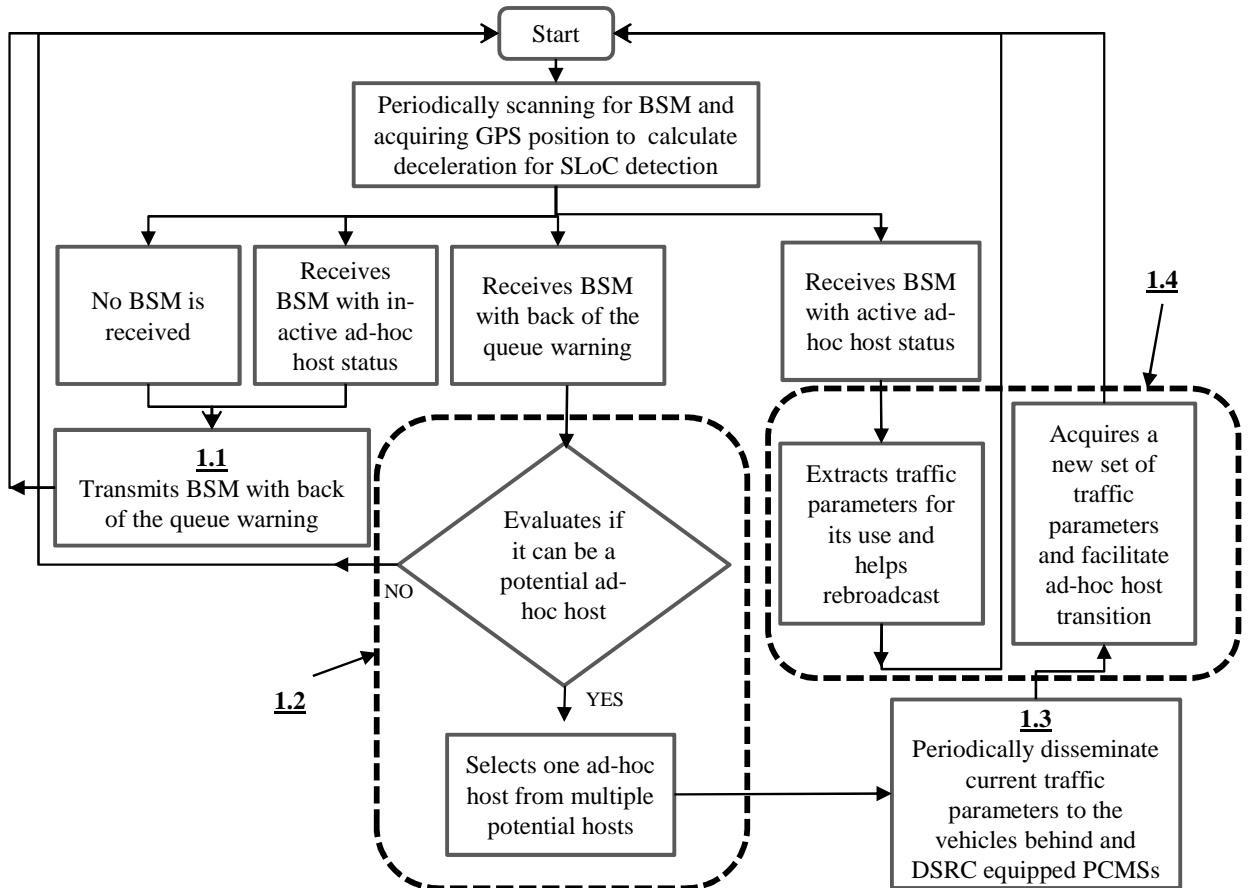 Start
Periodically scanning for BSM and
acquiring GPS position to calculate
deceleration for SLoC detection
No BSM is
received
Receives
BSM with in-
active ad-hoc
host status
Receives BSM
with back of the
queue warning
Receives BSM
with active ad-
hoc host status
1.4
1.1
Transmits BSM with back
of the queue warning
Evaluates if
it can be a
potential ad-
hoc host
NO
YES
Extracts traffic
parameters for
its use and
helps
rebroadcast
Acquires a
new set of
traffic
parameters
and facilitate
ad-hoc host
transition
1.2
Selects one ad-hoc
host from multiple
potential hosts
1.3
Periodically disseminate
current traffic
parameters to the
vehicles behind and
DSRC equipped PCMSs